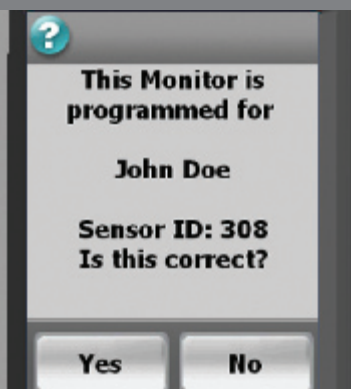 ?
This Monitor is
programmed for
John Doe
Sensor ID: 308
Is this correct?
Yes No